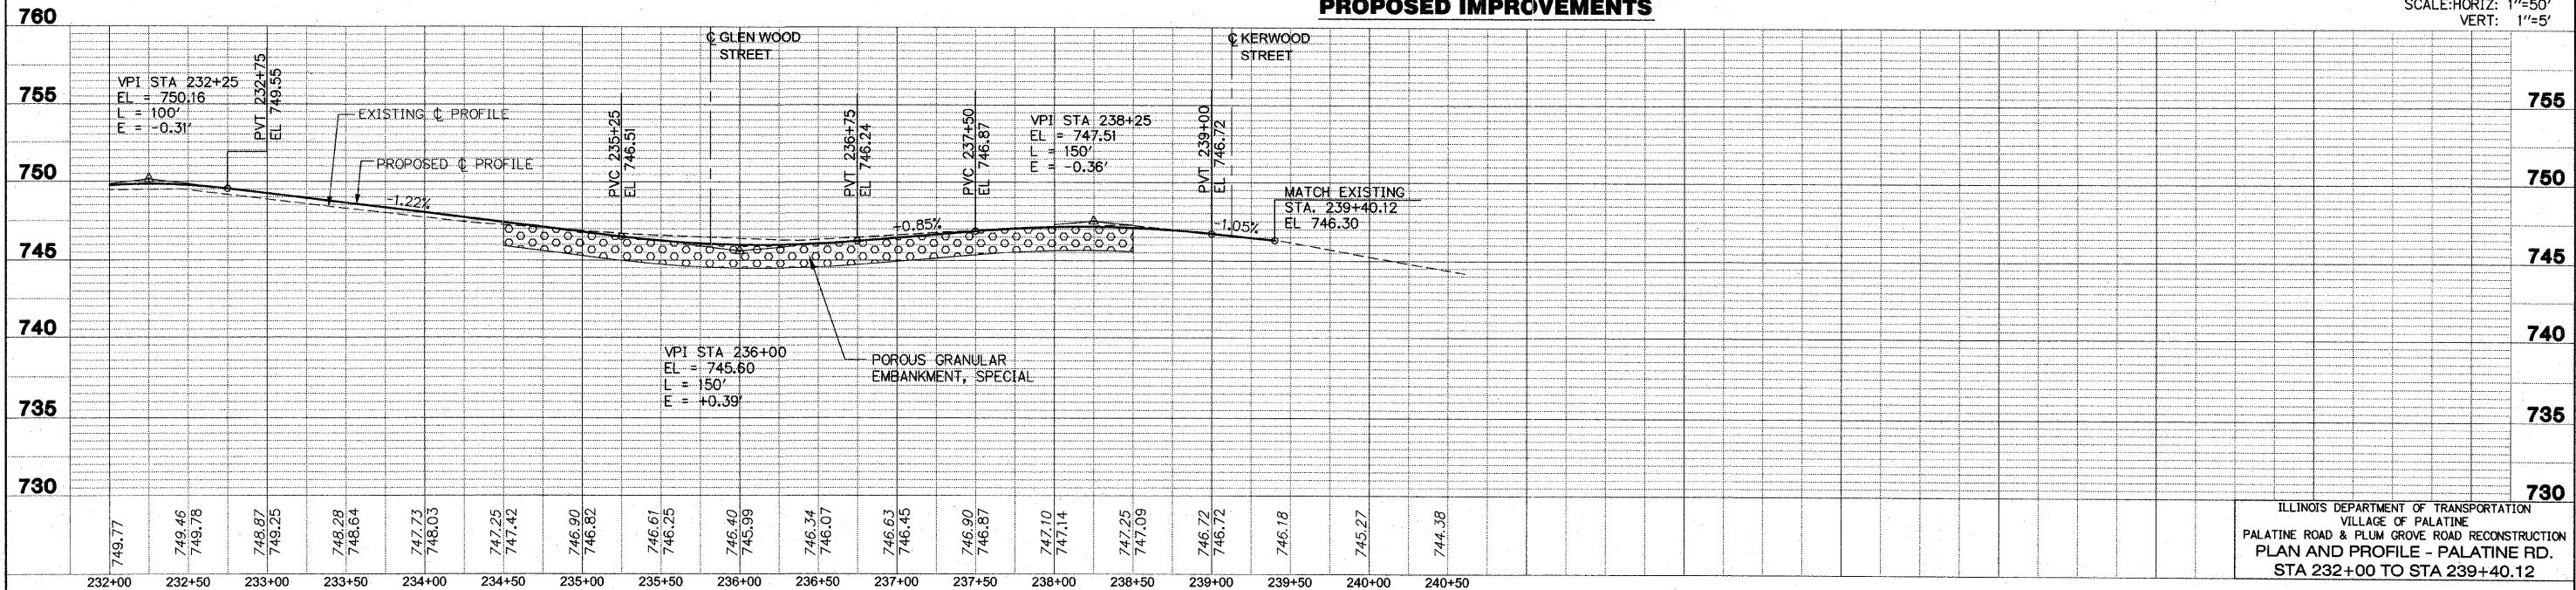 PROPOSED IMPROVEMENTS
SCALE:HORIZ: 1"=50'
VERT: 1"=5'
760
755
750
745
740
735
730
VPI STA 232+25
EL = 750.16
L = 100'
E = -0.31'
PVT 232+75
EL 749.55
EXISTING ℄ PROFILE
PROPOSED ℄ PROFILE
-1.22%
PVC 235+25
EL 746.51
℄ GLEN WOOD
STREET
PVT 236+75
EL 746.24
+0.85%
PVC 237+50
EL 746.87
VPI STA 238+25
EL = 747.51
L = 150'
E = -0.36'
PVT 239+00
EL 746.72
℄ KERWOOD
STREET
-1.05%
MATCH EXISTING
STA. 239+40.12
EL 746.30
VPI STA 236+00
EL = 745.60
L = 150'
E = +0.39'
POROUS GRANULAR
EMBANKMENT, SPECIAL
755
750
745
740
735
730
749.77
749.46
749.78
748.87
749.25
748.28
748.64
747.73
748.03
747.25
747.42
746.90
746.82
746.61
746.25
746.40
745.99
746.34
746.07
746.63
746.45
746.90
746.87
747.10
747.14
747.25
747.09
746.72
746.72
746.18
745.27
744.38
232+00 232+50 233+00 233+50 234+00 234+50 235+00 235+50 236+00 236+50 237+00 237+50 238+00 238+50 239+00 239+50 240+00 240+50
ILLINOIS DEPARTMENT OF TRANSPORTATION
VILLAGE OF PALATINE
PALATINE ROAD & PLUM GROVE ROAD RECONSTRUCTION
PLAN AND PROFILE - PALATINE RD.
STA 232+00 TO STA 239+40.12